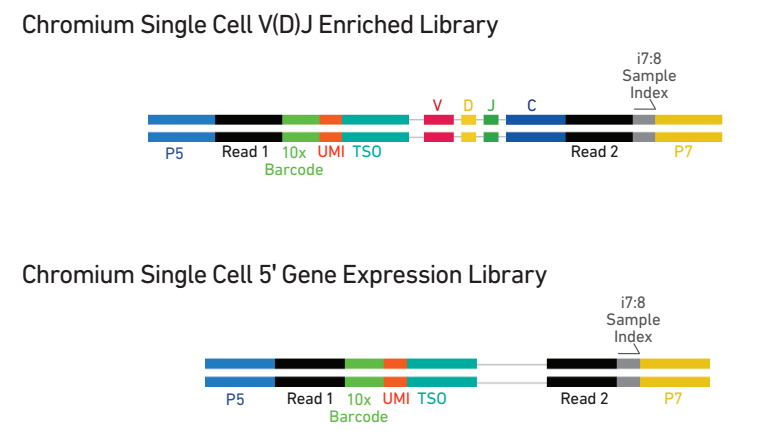 Chromium Single Cell V(D)J Enriched Library
i7:8
Sample
Index
V D J C
P5 Read 1 10x UMI TSO Read 2 P7
Barcode
Chromium Single Cell 5' Gene Expression Library
i7:8
Sample
Index
P5 Read 1 10x UMI TSO Read 2 P7
Barcode